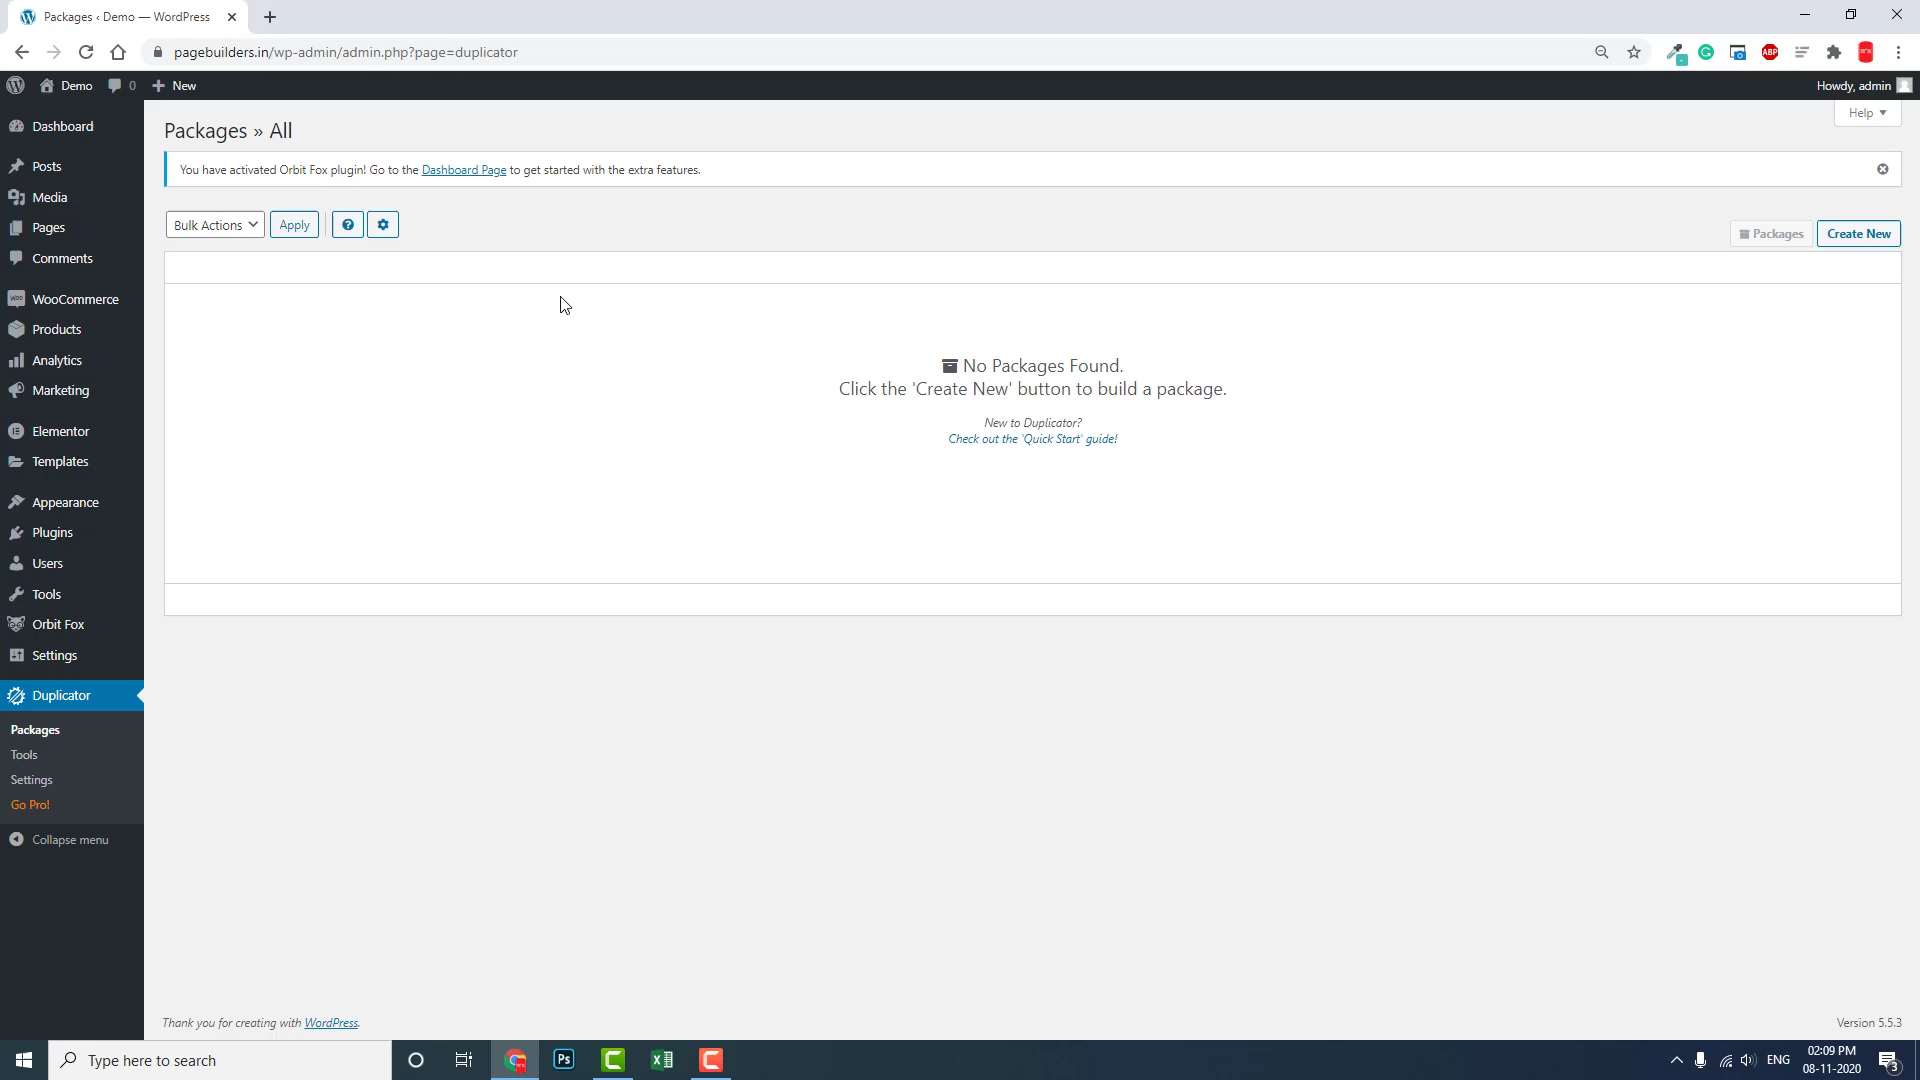 Packages ‹ Demo — WordPress
pagebuilders.in/wp-admin/admin.php?page=duplicator
ABP
Demo
0
New
Howdy, admin
Help
Dashboard
Posts
Media
Pages
Comments
WooCommerce
Products
Analytics
Marketing
Elementor
Templates
Appearance
Plugins
Users
Tools
Orbit Fox
Settings
Duplicator
Packages
Tools
Settings
Go Pro!
Collapse menu
Packages » All
You have activated Orbit Fox plugin! Go to the Dashboard Page to get started with the extra features.
Bulk Actions
Apply
Packages
Create New
No Packages Found.
Click the 'Create New' button to build a package.
New to Duplicator?
Check out the 'Quick Start' guide!
Thank you for creating with WordPress.
Version 5.5.3
Type here to search
Ps
ENG
02:09 PM
08-11-2020
3